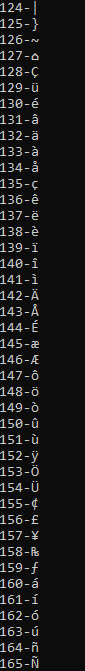 124-|
125-}
126-~
127-⌂
128-Ç
129-ü
130-é
131-â
132-ä
133-à
134-å
135-ç
136-ê
137-ë
138-è
139-ï
140-î
141-ì
142-Ä
143-Å
144-É
145-æ
146-Æ
147-ô
148-ö
149-ò
150-û
151-ù
152-ÿ
153-Ö
154-Ü
155-¢
156-£
157-¥
158-₧
159-ƒ
160-á
161-í
162-ó
163-ú
164-ñ
165-Ñ